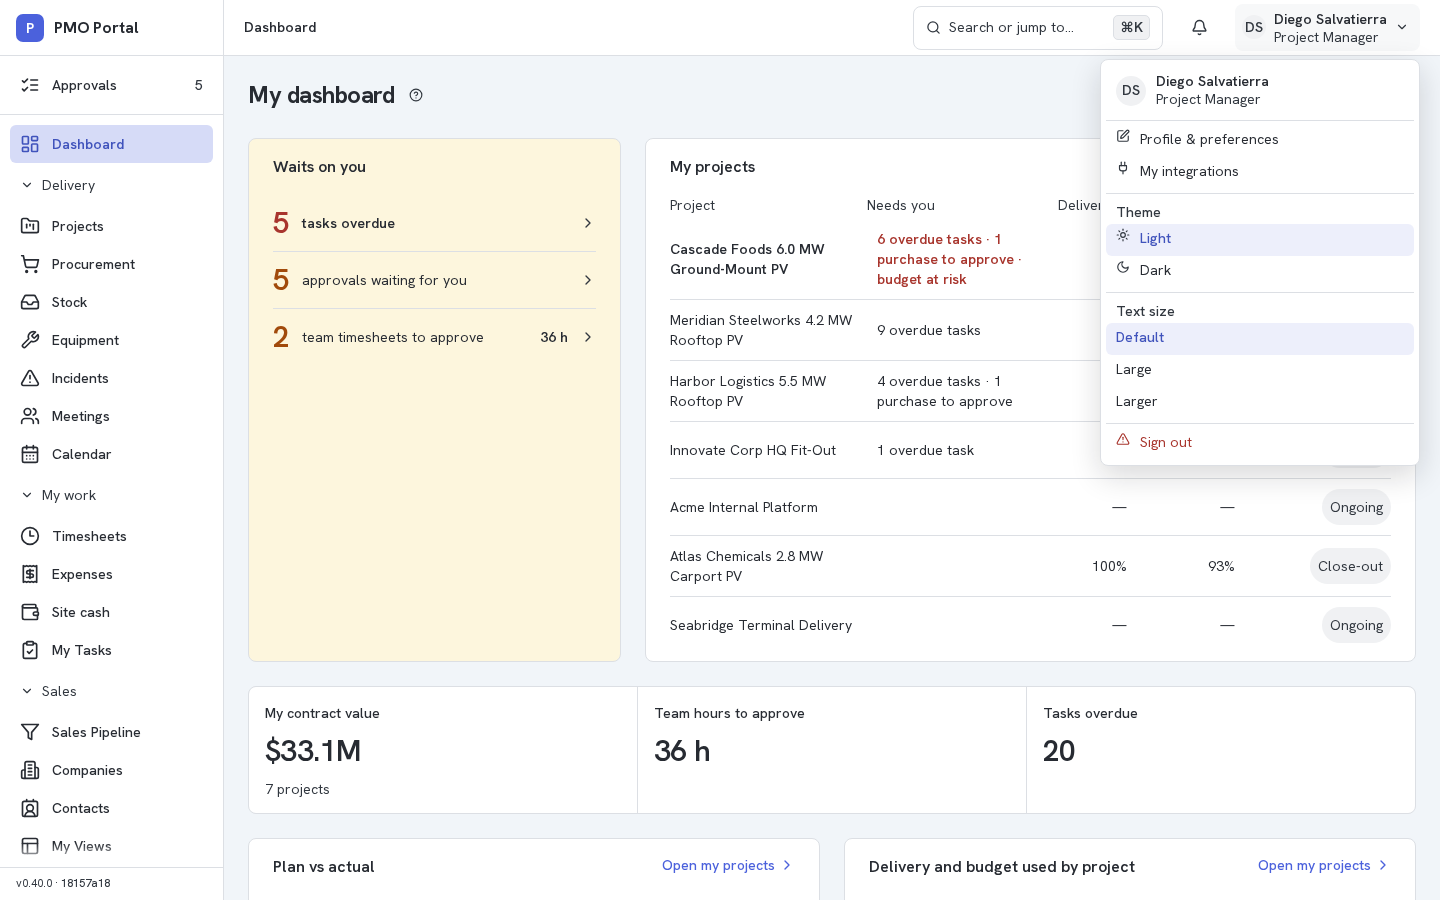 P PMO Portal
Dashboard
Search or jump to... ⌘K
DS Diego Salvatierra
Project Manager
Approvals 5
Dashboard
Delivery
Projects
Procurement
Stock
Equipment
Incidents
Meetings
Calendar
My work
Timesheets
Expenses
Site cash
My Tasks
Sales
Sales Pipeline
Companies
Contacts
My Views
v0.40.0 · 18157a18
My dashboard
Waits on you
5 tasks overdue
5 approvals waiting for you
2 team timesheets to approve 36 h
My projects
Project Needs you
Cascade Foods 6.0 MW
Ground-Mount PV
6 overdue tasks · 1
purchase to approve ·
budget at risk
Meridian Steelworks 4.2 MW
Rooftop PV
9 overdue tasks
Harbor Logistics 5.5 MW
Rooftop PV
4 overdue tasks · 1
purchase to approve
Innovate Corp HQ Fit-Out 1 overdue task
Acme Internal Platform — — Ongoing
Atlas Chemicals 2.8 MW
Carport PV
100% 93% Close-out
Seabridge Terminal Delivery — — Ongoing
DS Diego Salvatierra
Project Manager
Profile & preferences
My integrations
Theme
Light
Dark
Text size
Default
Large
Larger
Sign out
My contract value
$33.1M
7 projects
Team hours to approve
36 h
Tasks overdue
20
Plan vs actual Open my projects
Delivery and budget used by project Open my projects